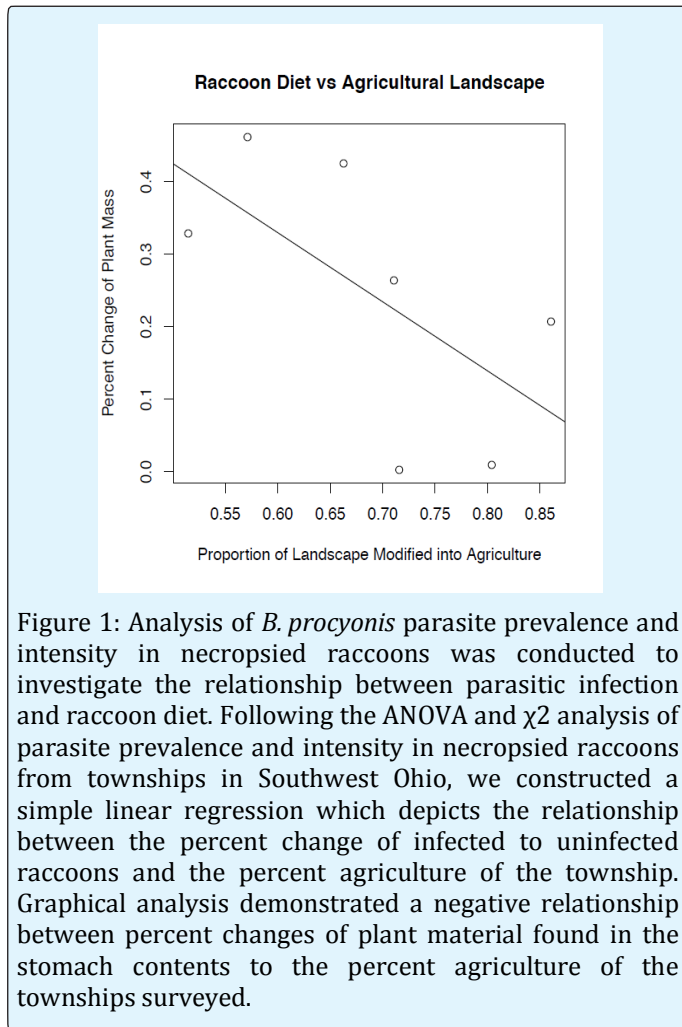 Raccoon Diet vs Agricultural Landscape
Percent Change of Plant Mass
0.4
0.3
0.2
0.1
0.0
0.55 0.60 0.65 0.70 0.75 0.80 0.85
Proportion of Landscape Modified into Agriculture
Figure 1: Analysis of B. procyonis parasite prevalence and
intensity in necropsied raccoons was conducted to
investigate the relationship between parasitic infection
and raccoon diet. Following the ANOVA and χ2 analysis of
parasite prevalence and intensity in necropsied raccoons
from townships in Southwest Ohio, we constructed a
simple linear regression which depicts the relationship
between the percent change of infected to uninfected
raccoons and the percent agriculture of the township.
Graphical analysis demonstrated a negative relationship
between percent changes of plant material found in the
stomach contents to the percent agriculture of the
townships surveyed.